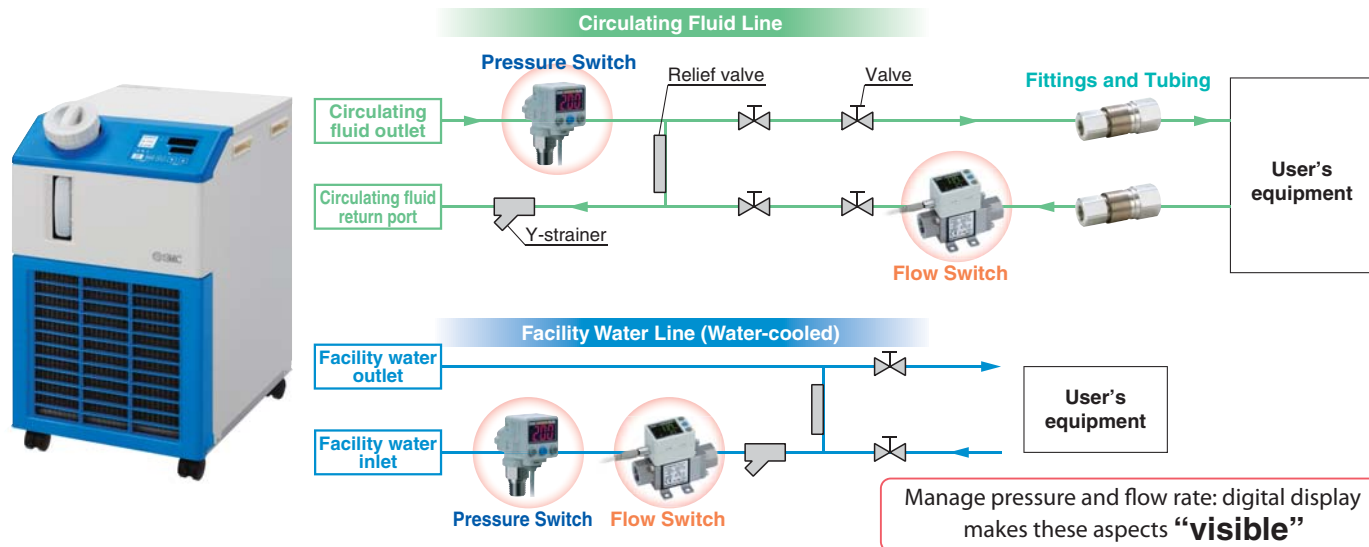 Circulating Fluid Line
Pressure Switch
Relief valve
Valve
Fittings and Tubing
Circulating
fluid outlet
User's
equipment
Circulating fluid
return port
Y-strainer
Flow Switch
SMC
Facility Water Line (Water-cooled)
Facility water
outlet
User's
equipment
Facility water
inlet
Pressure Switch
Flow Switch
Manage pressure and flow rate: digital display
makes these aspects “visible”